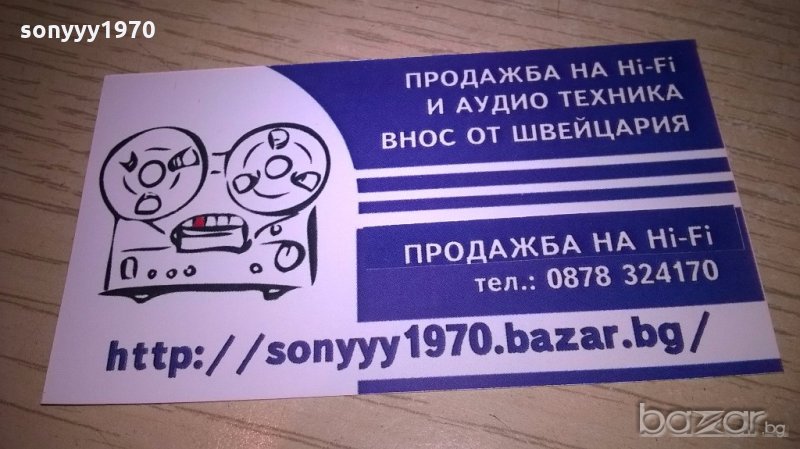 sonyyy1970
ПРОДАЖБА НА Hi-Fi
И АУДИО ТЕХНИКА
ВНОС ОТ ШВЕЙЦАРИЯ
ПРОДАЖБА НА Hi-Fi
тел.: 0878 324170
http://sonyyy1970.bazar.bg/
bazar.bg